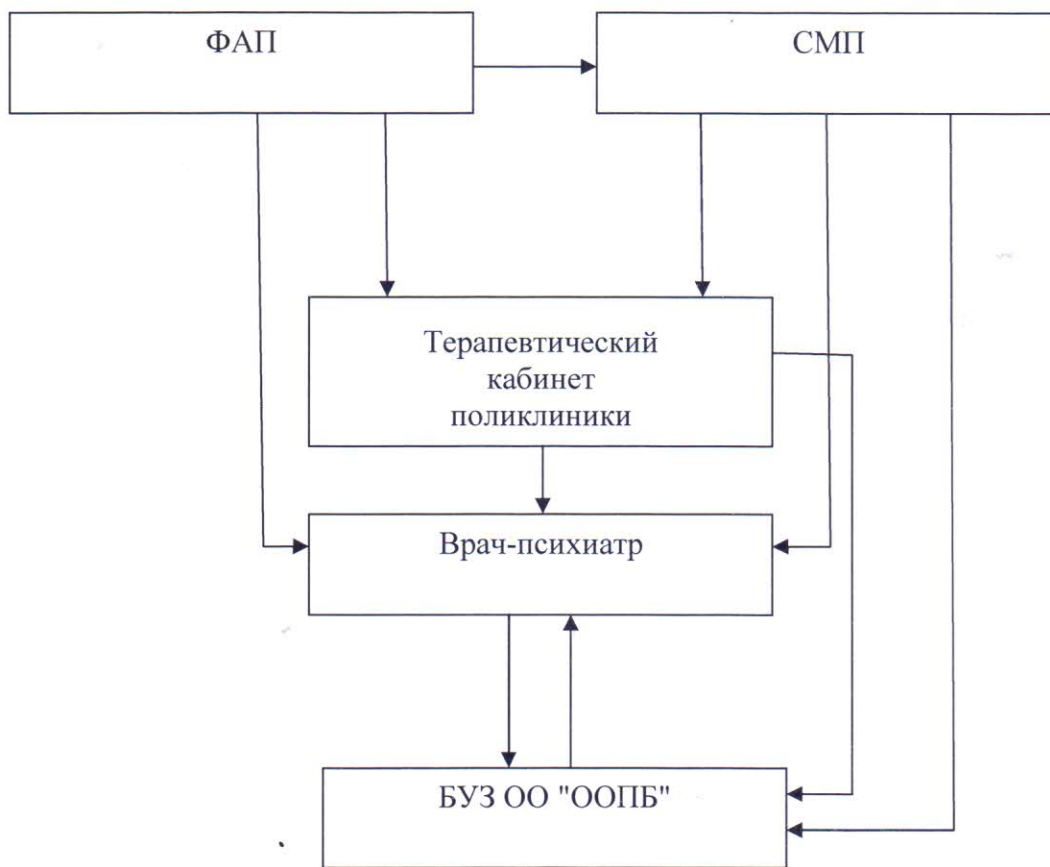 ФАП
СМП
Терапевтический
кабинет
поликлиники
Врач-психиатр
БУЗ ОО "ООПБ"